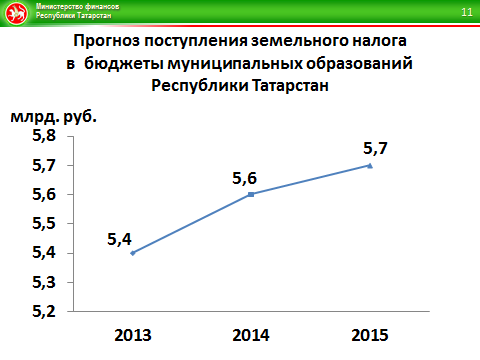 Министерство финансов
Республики Татарстан
11
Прогноз поступления земельного налога
в бюджеты муниципальных образований
Республики Татарстан
млрд. руб.
5,8
5,7
5,6
5,5
5,4
5,3
5,2
5,4
5,6
5,7
2013
2014
2015